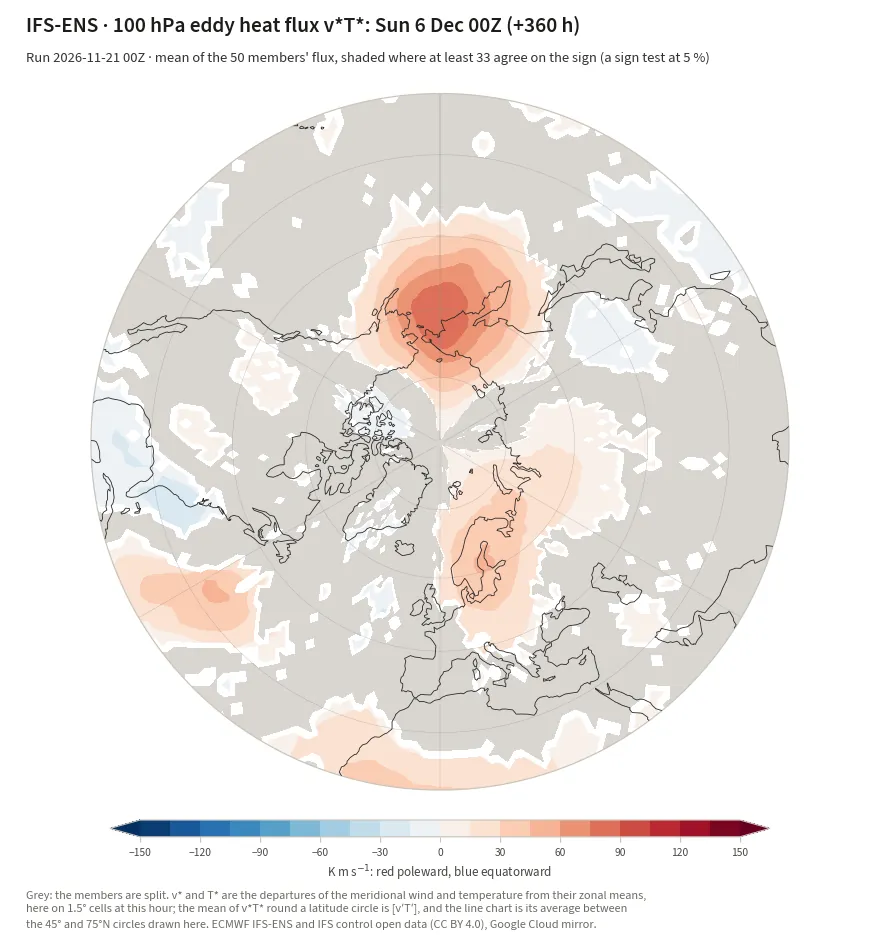 IFS-ENS · 100 hPa eddy heat flux v*T*: Sun 6 Dec 00Z (+360 h)
Run 2026-11-21 00Z · mean of the 50 members' flux, shaded where at least 33 agree on the sign (a sign test at 5 %)
−150 −120 −90 −60 −30 0 30 60 90 120 150
K m s⁻¹: red poleward, blue equatorward
Grey: the members are split. v* and T* are the departures of the meridional wind and temperature from their zonal means,
here on 1.5° cells at this hour; the mean of v*T* round a latitude circle is [v′T′], and the line chart is its average between
the 45° and 75°N circles drawn here. ECMWF IFS-ENS and IFS control open data (CC BY 4.0), Google Cloud mirror.